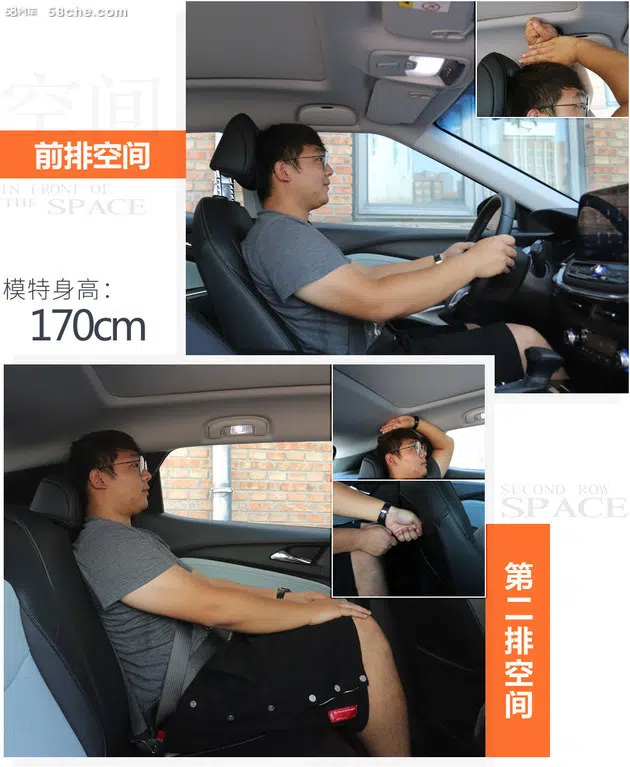 58汽车 58che.com
空间
前排空间
IN FRONT OF
THE SPACE
模特身高：
170cm
SECOND ROW
SPACE
第二排空间